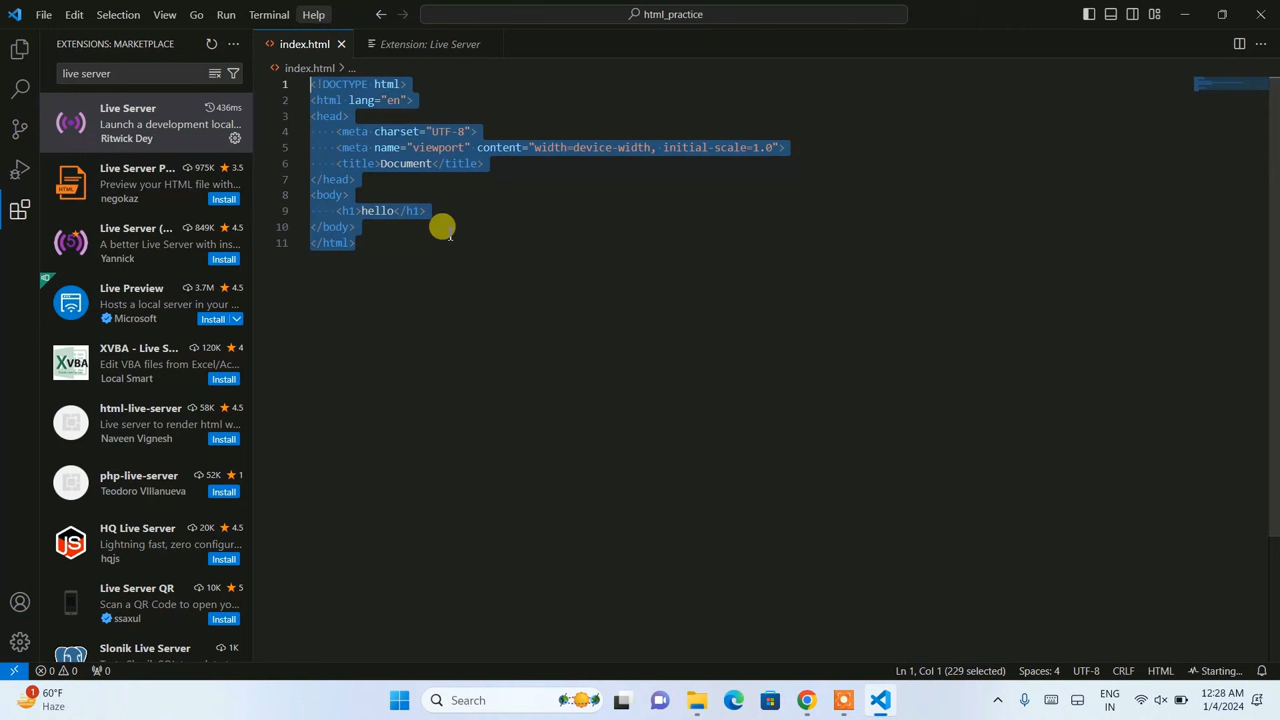 File Edit Selection View Go Run Terminal Help
html_practice
EXTENSIONS: MARKETPLACE
live server
Live Server 436ms
Launch a development local...
Ritwick Dey
Live Server P... 975K 3.5
Preview your HTML file with...
negokaz Install
Live Server (... 849K 4.5
A better Live Server with ins...
Yannick Install
Live Preview 3.7M 4.5
Hosts a local server in your ...
Microsoft Install
XVBA - Live S... 120K 4
Edit VBA files from Excel/Ac...
Local Smart Install
html-live-server 58K 4.5
Live server to render html w...
Naveen Vignesh Install
php-live-server 52K 1
Teodoro VIllanueva Install
HQ Live Server 20K 4.5
Lightning fast, zero configur...
hqjs Install
Live Server QR 10K 5
Scan a QR Code to open yo...
ssaxul Install
Slonik Live Server 1K
index.html Extension: Live Server
index.html > ...
1 <!DOCTYPE html>
2 <html lang="en">
3 <head>
4 <meta charset="UTF-8">
5 <meta name="viewport" content="width=device-width, initial-scale=1.0">
6 <title>Document</title>
7 </head>
8 <body>
9 <h1>hello</h1>
10 </body>
11 </html>
0 0 0
Ln 1, Col 1 (229 selected) Spaces: 4 UTF-8 CRLF HTML Starting...
1
60°F
Haze
Search
ENG
IN
12:28 AM
1/4/2024